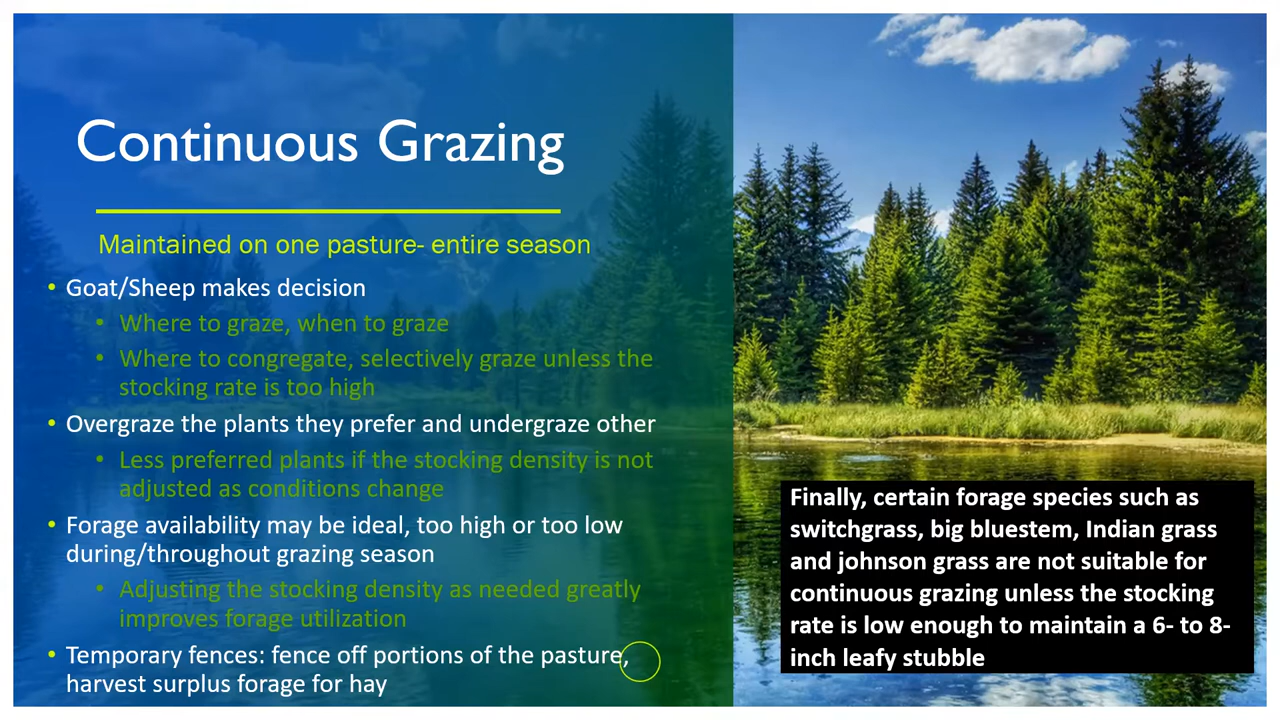 Continuous Grazing
Maintained on one pasture- entire season
• Goat/Sheep makes decision
• Where to graze, when to graze
• Where to congregate, selectively graze unless the
stocking rate is too high
• Overgraze the plants they prefer and undergraze other
• Less preferred plants if the stocking density is not
adjusted as conditions change
• Forage availability may be ideal, too high or too low
during/throughout grazing season
• Adjusting the stocking density as needed greatly
improves forage utilization
• Temporary fences: fence off portions of the pasture,
harvest surplus forage for hay
Finally, certain forage species such as
switchgrass, big bluestem, Indian grass
and johnson grass are not suitable for
continuous grazing unless the stocking
rate is low enough to maintain a 6- to 8-
inch leafy stubble